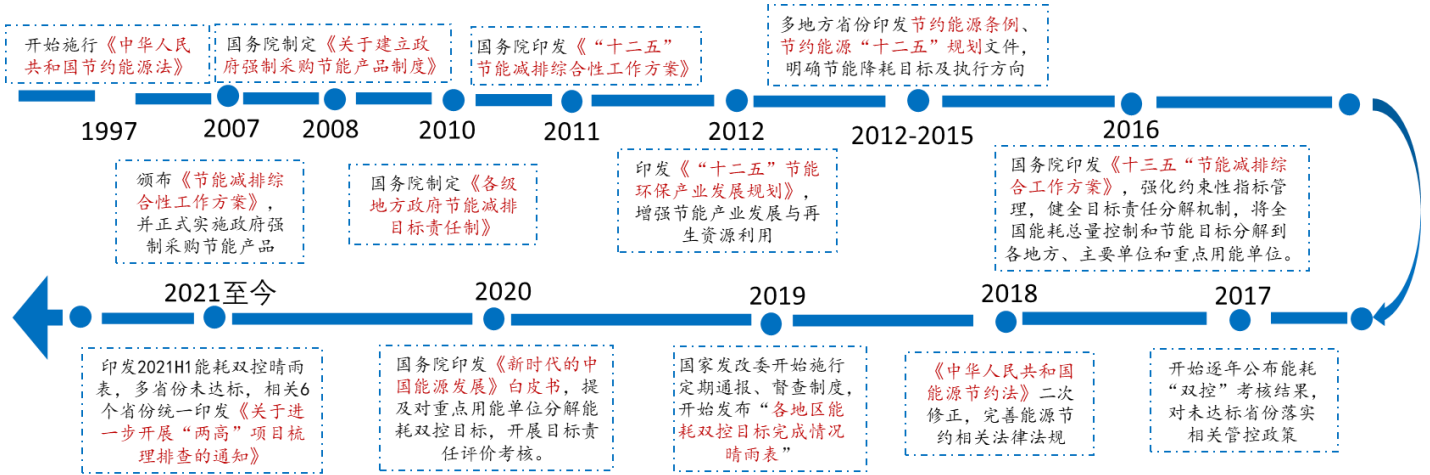 开始施行《中华人民
共和国节约能源法》
国务院制定《关于建立政
府强制采购节能产品制度》
国务院印发《“十二五”
节能减排综合性工作方案》
多地方省份印发节约能源条例、
节约能源“十二五”规划文件，
明确节能降耗目标及执行方向
1997
2007
2008
2010
2011
2012
2012-2015
2016
颁布《节能减排综
合性工作方案》，
并正式实施政府强
制采购节能产品
国务院制定《各级
地方政府节能减排
目标责任制》
印发《“十二五”节能
环保产业发展规划》，
增强节能产业发展与再
生资源利用
国务院印发《十三五“节能减排综
合工作方案》，强化约束性指标管
理，健全目标责任分解机制，将全
国能耗总量控制和节能目标分解到
各地方、主要单位和重点用能单位。
2021至今
2020
2019
2018
2017
印发2021H1能耗双控晴雨
表，多省份未达标，相关6
个省份统一印发《关于进
一步开展“两高”项目梳
理排查的通知》
国务院印发《新时代的中
国能源发展》白皮书，提
及对重点用能单位分解能
耗双控目标，开展目标责
任评价考核。
国家发改委开始施行
定期通报、督查制度，
开始发布“各地区能
耗双控目标完成情况
晴雨表”
《中华人民共和国
能源节约法》二次
修正，完善能源节
约相关法律法规
开始逐年公布能耗
“双控”考核结果，
对未达标省份落实
相关管控政策